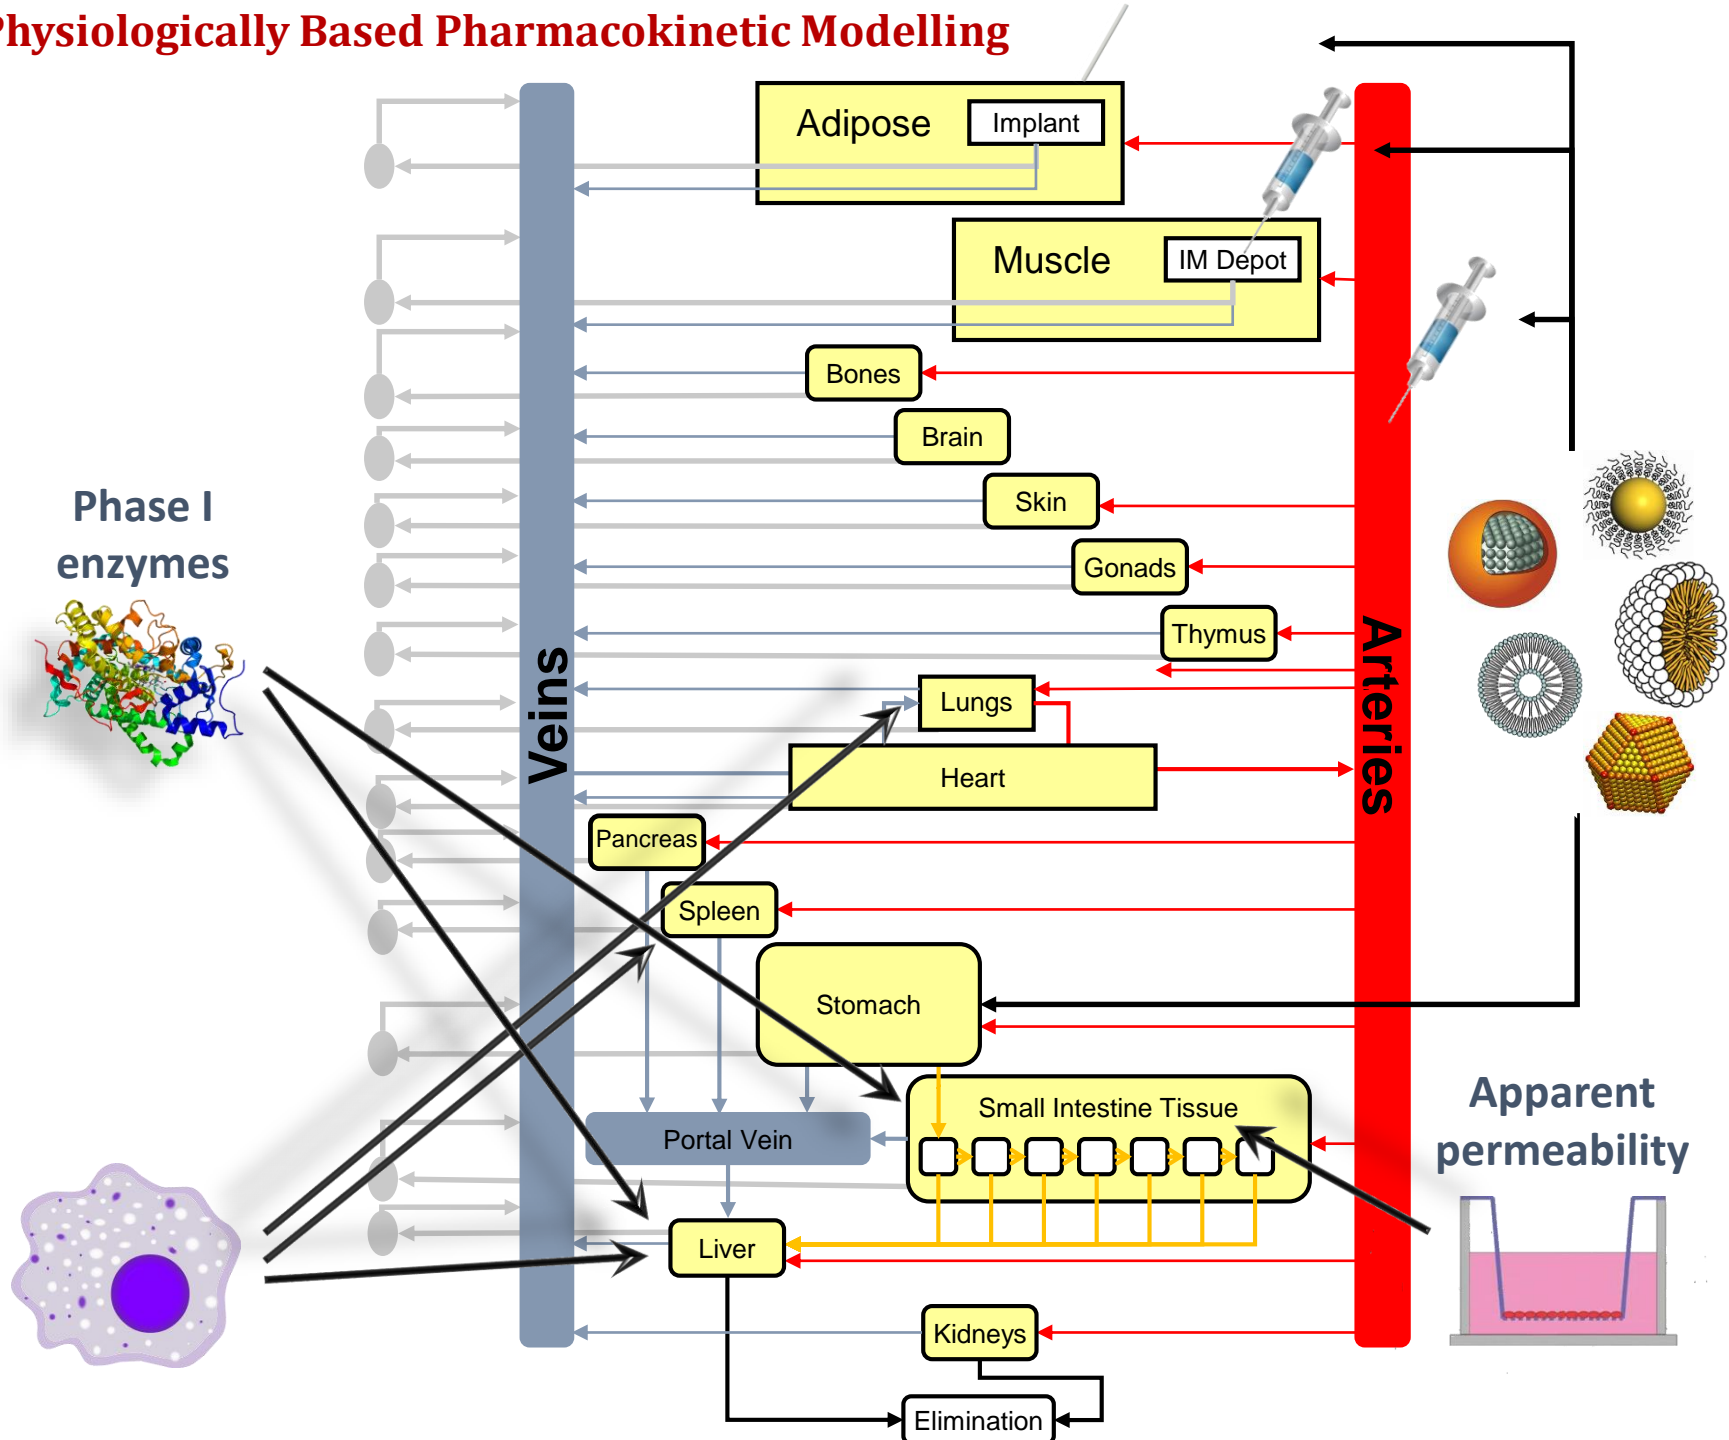 Physiologically Based Pharmacokinetic Modelling
Adipose
Implant
Muscle
IM Depot
Bones
Brain
Skin
Gonads
Thymus
Lungs
Heart
Pancreas
Spleen
Stomach
Small Intestine Tissue
Portal Vein
Liver
Kidneys
Elimination
Veins
Arteries
Phase I
enzymes
Apparent
permeability